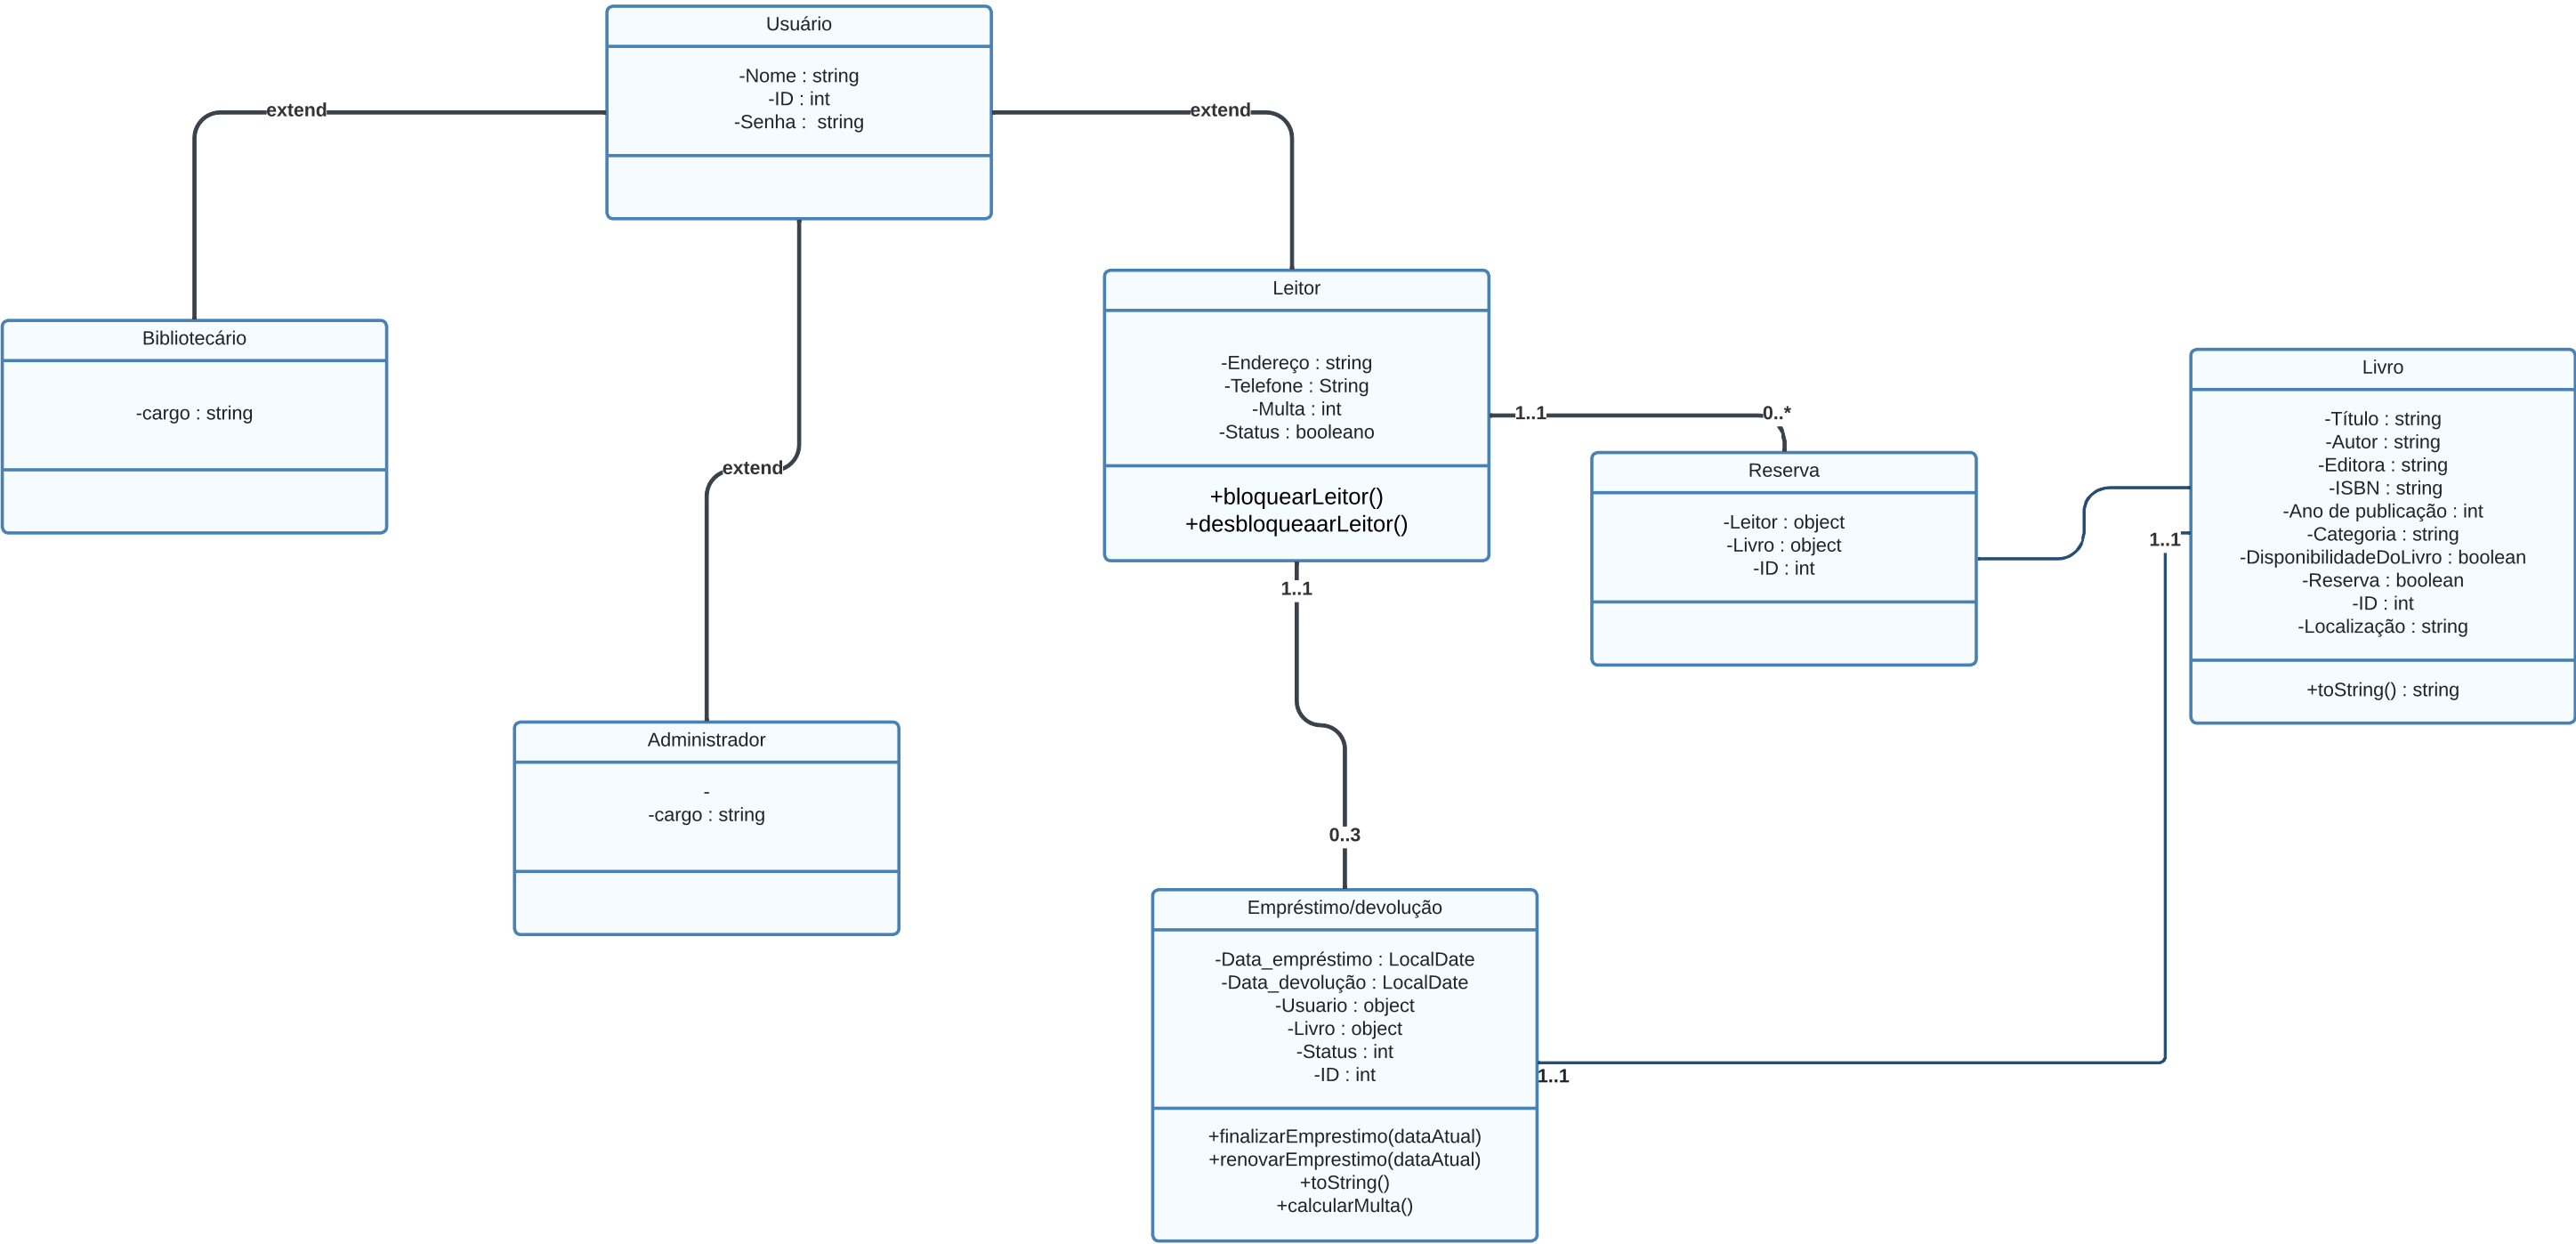 Usuário
-Nome : string
-ID : int
-Senha :  string
extend
extend
extend
Bibliotecário
-cargo : string
Administrador
-
-cargo : string
Leitor
-Endereço : string
-Telefone : String
-Multa : int
-Status : booleano
+bloquearLeitor()
+desbloqueaarLeitor()
1..1
0..*
1..1
0..3
Reserva
-Leitor : object
-Livro : object
-ID : int
Livro
-Título : string
-Autor : string
-Editora : string
-ISBN : string
-Ano de publicação : int
-Categoria : string
-DisponibilidadeDoLivro : boolean
-Reserva : boolean
-ID : int
-Localização : string
+toString() : string
1..1
Empréstimo/devolução
-Data_empréstimo : LocalDate
-Data_devolução : LocalDate
-Usuario : object
-Livro : object
-Status : int
-ID : int
+finalizarEmprestimo(dataAtual)
+renovarEmprestimo(dataAtual)
+toString()
+calcularMulta()
1..1